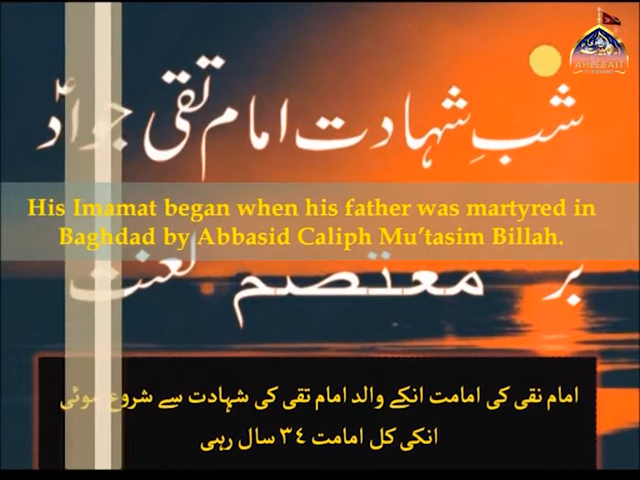 AHLEBAIT
شبِ شہادت امام تقی جوادؑ
His Imamat began when his father was martyred in
Baghdad by Abbasid Caliph Mu’tasim Billah.
بر معتصم لعنت
امام نقی کی امامت انکے والد امام تقی کی شہادت سے شروع ہوئی
انکی کل امامت ٣٤ سال رہی